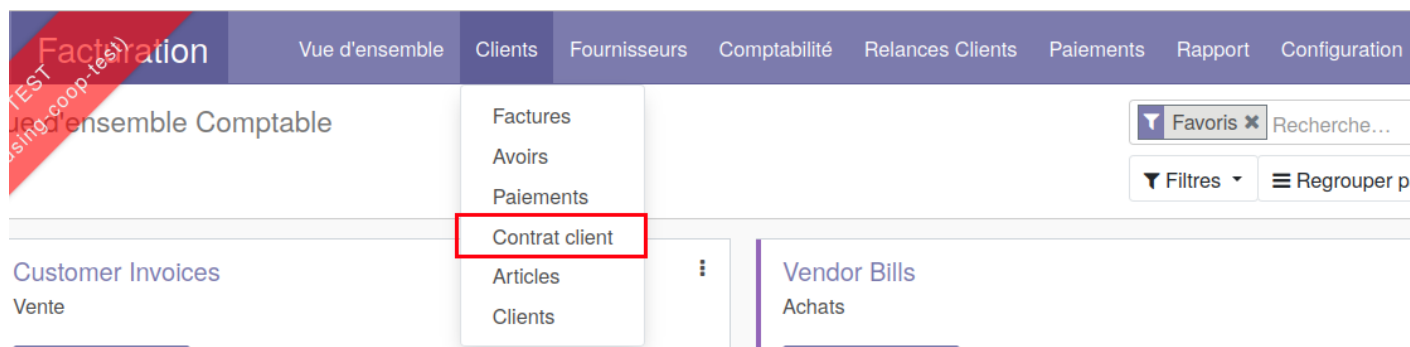 Facturation Vue d'ensemble Clients Fournisseurs Comptabilité Relances Clients Paiements Rapport Configuration
TEST
sing-coop-test)
ue d'ensemble Comptable
Favoris Recherche...
Filtres Regrouper p
Factures
Avoirs
Paiements
Contrat client
Articles
Clients
Customer Invoices
Vente
Vendor Bills
Achats